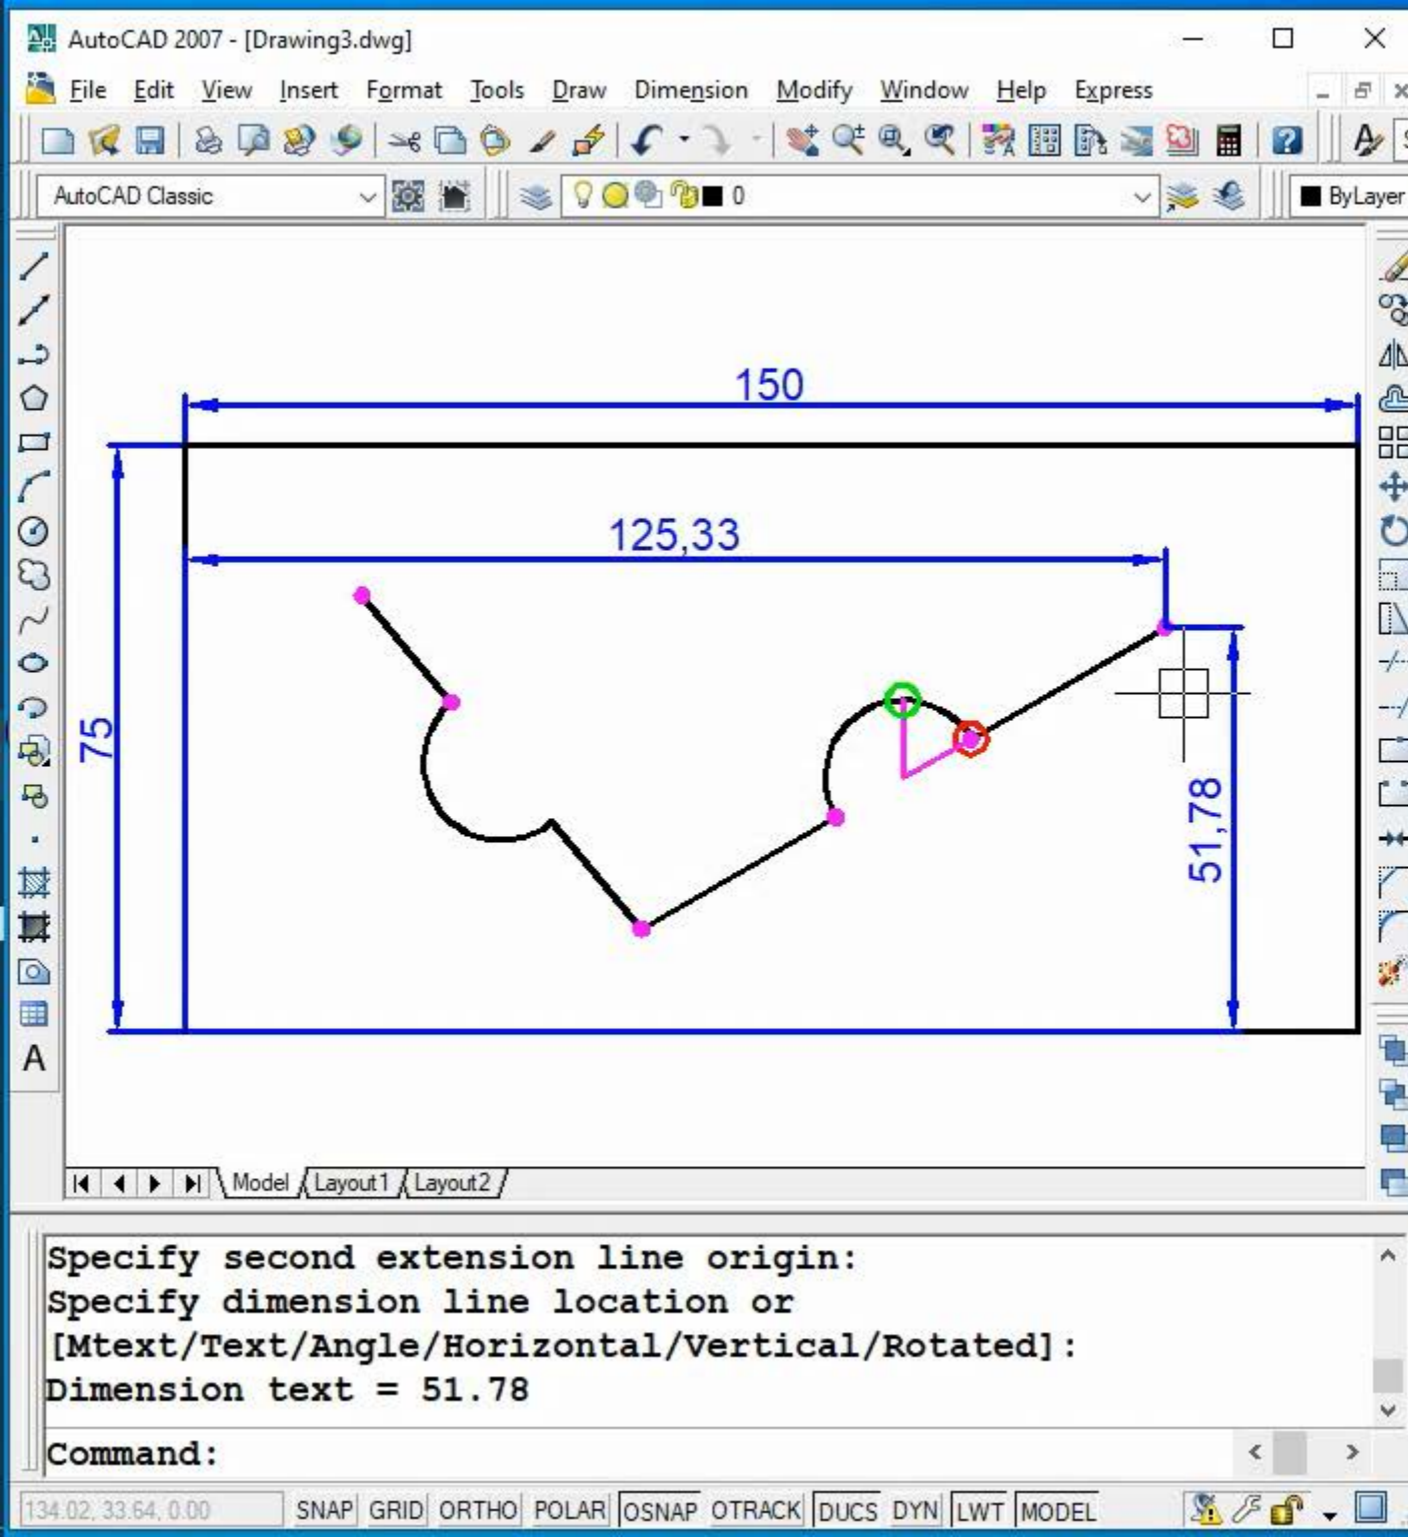 AutoCAD 2007 - [Drawing3.dwg]
File Edit View Insert Format Tools Draw Dimension Modify Window Help Express
AutoCAD Classic 0 ByLayer
150
125,33
75
51,78
A
Model Layout1 Layout2
Specify second extension line origin:
Specify dimension line location or
[Mtext/Text/Angle/Horizontal/Vertical/Rotated]:
Dimension text = 51.78
Command:
134.02, 33.64, 0.00 SNAP GRID ORTHO POLAR OSNAP OTRACK DUCS DYN LWT MODEL